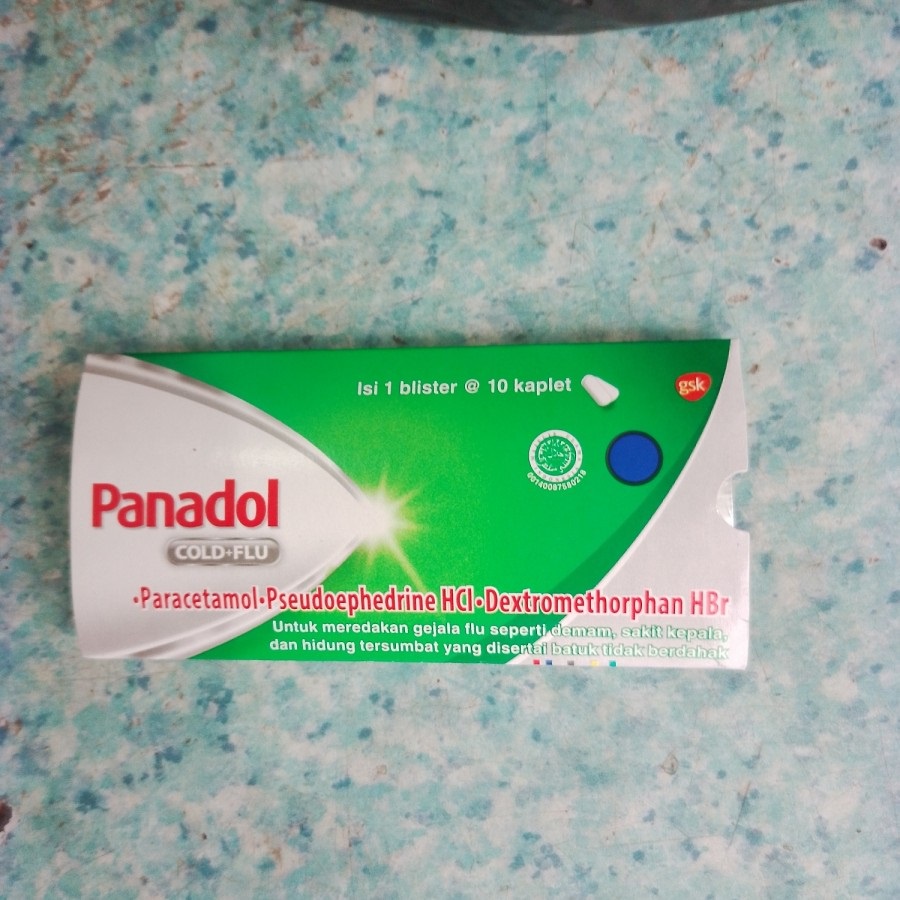 Isi 1 blister @ 10 kaplet
gsk
Panadol
COLD+FLU
•Paracetamol•Pseudoephedrine HCl•Dextromethorphan HBr
Untuk meredakan gejala flu seperti demam, sakit kepala,
dan hidung tersumbat yang disertai batuk tidak berdahak